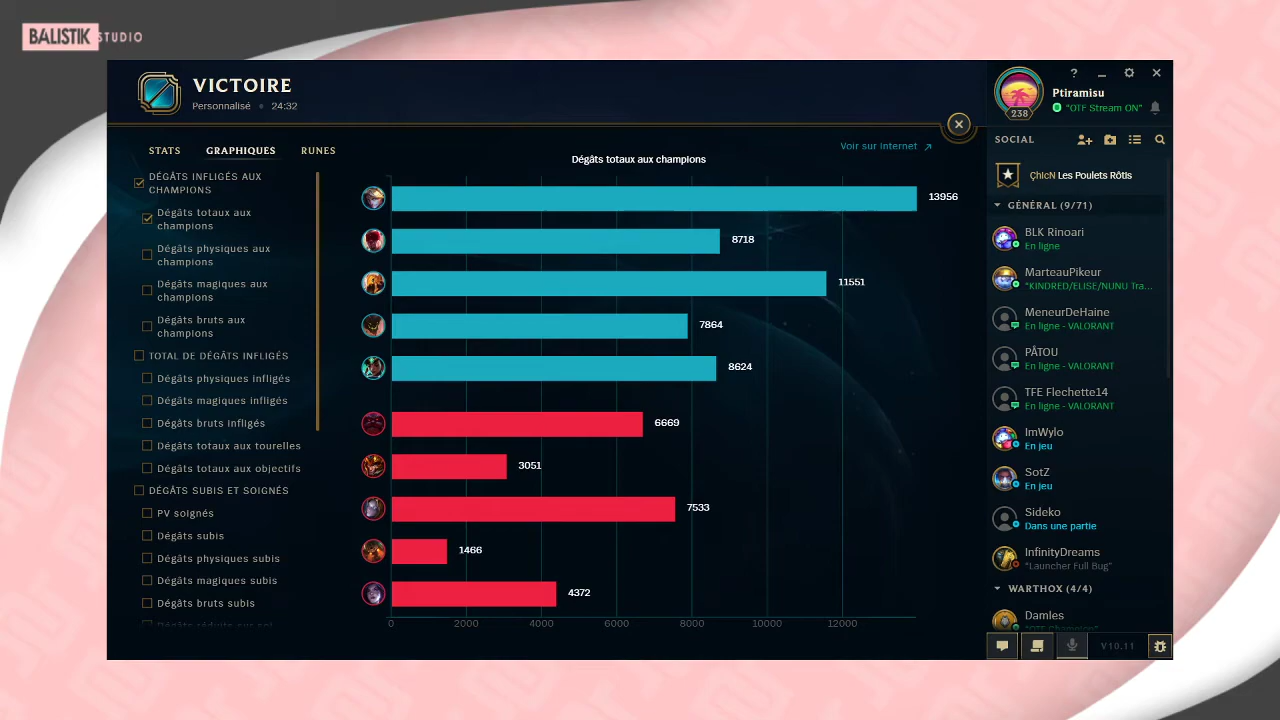 BALISTIK STUDIO
VICTOIRE
Personnalisé • 24:32
STATS
GRAPHIQUES
RUNES
Voir sur Internet
DÉGÂTS INFLIGÉS AUX
CHAMPIONS
Dégâts totaux aux
champions
Dégâts physiques aux
champions
Dégâts magiques aux
champions
Dégâts bruts aux
champions
TOTAL DE DÉGÂTS INFLIGÉS
Dégâts physiques infligés
Dégâts magiques infligés
Dégâts bruts infligés
Dégâts totaux aux tourelles
Dégâts totaux aux objectifs
DÉGÂTS SUBIS ET SOIGNÉS
PV soignés
Dégâts subis
Dégâts physiques subis
Dégâts magiques subis
Dégâts bruts subis
Dégâts totaux aux champions
13956
8718
11551
7864
8624
6669
3051
7533
1466
4372
0 2000 4000 6000 8000 10000 12000
?
238
Ptiramisu
"OTF Stream ON"
SOCIAL
ÇhicN Les Poulets Rôtis
GÉNÉRAL (9/71)
BLK Rinoari
En ligne
MarteauPikeur
"KINDRED/ELISE/NUNU Tra...
MeneurDeHaine
En ligne - VALORANT
PÂTOU
En ligne - VALORANT
TFE Flechette14
En ligne - VALORANT
ImWylo
En jeu
SotZ
En jeu
Sideko
Dans une partie
InfinityDreams
"Launcher Full Bug"
WARTHOX (4/4)
Damles
V10.11